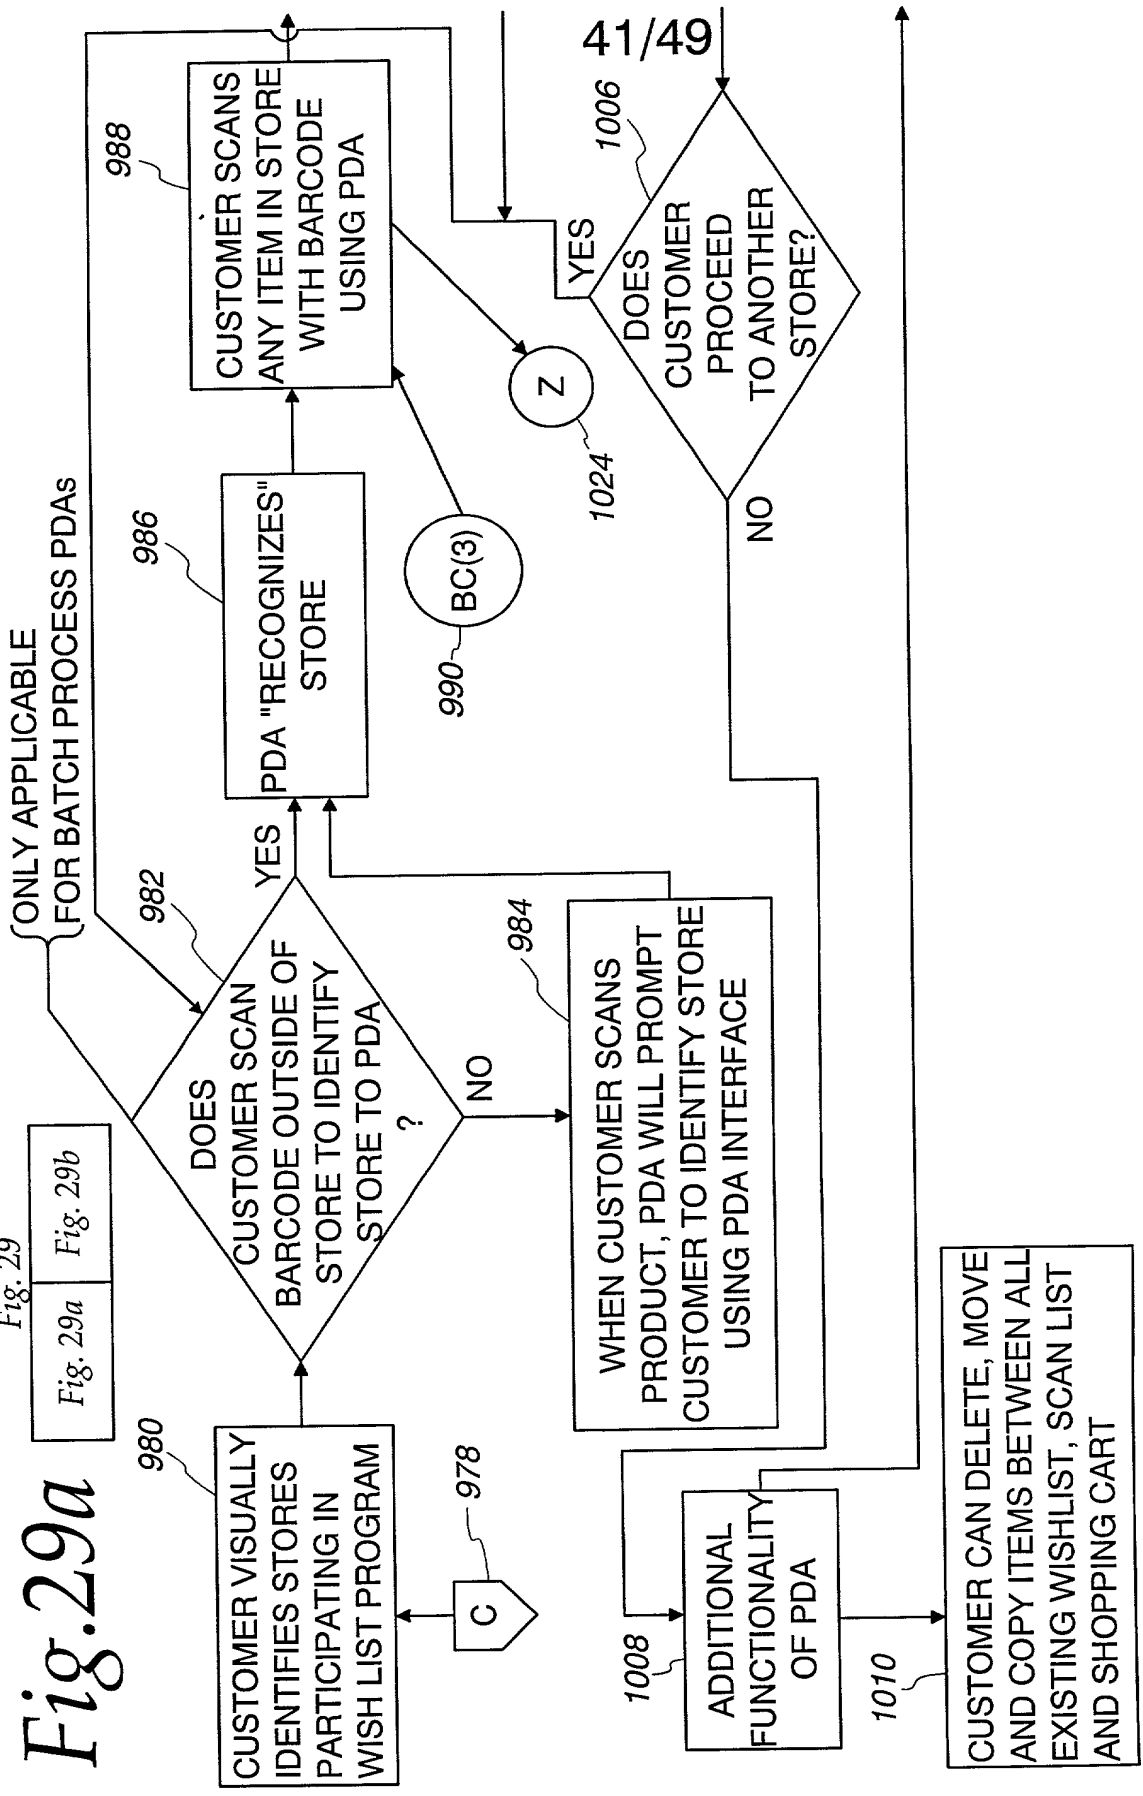 41/49
Fig.29a
Fig. 29
Fig. 29a
Fig. 29b
ONLY APPLICABLE
FOR BATCH PROCESS PDAs
980
CUSTOMER VISUALLY
IDENTIFIES STORES
PARTICIPATING IN
WISH LIST PROGRAM
C
978
982
DOES
CUSTOMER SCAN
BARCODE OUTSIDE OF
STORE TO IDENTIFY
STORE TO PDA
?
YES
NO
984
WHEN CUSTOMER SCANS
PRODUCT, PDA WILL PROMPT
CUSTOMER TO IDENTIFY STORE
USING PDA INTERFACE
986
PDA "RECOGNIZES"
STORE
988
CUSTOMER SCANS
ANY ITEM IN STORE
WITH BARCODE
USING PDA
BC(3)
990
Z
1024
1006
DOES
CUSTOMER
PROCEED
TO ANOTHER
STORE?
YES
NO
1008
ADDITIONAL
FUNCTIONALITY
OF PDA
1010
CUSTOMER CAN DELETE, MOVE
AND COPY ITEMS BETWEEN ALL
EXISTING WISHLIST, SCAN LIST
AND SHOPPING CART